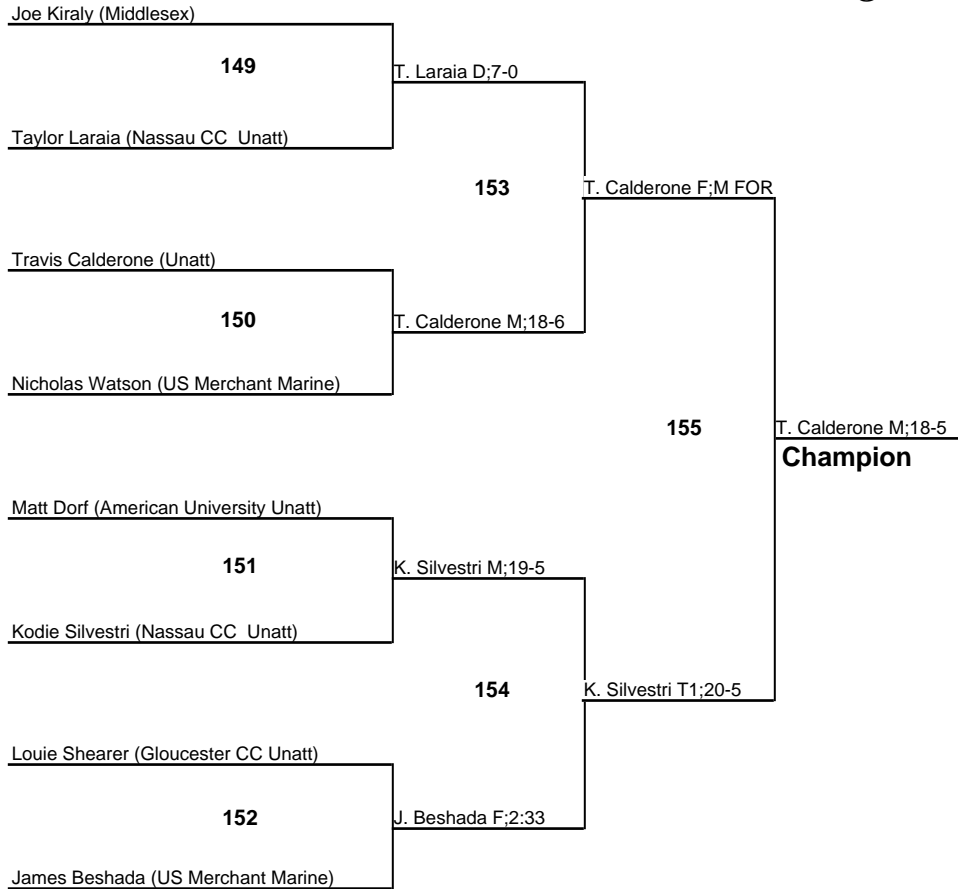 Joe Kiraly (Middlesex)
149
T. Laraia D;7-0
Taylor Laraia (Nassau CC  Unatt)
153
T. Calderone F;M FOR
Travis Calderone (Unatt)
150
T. Calderone M;18-6
Nicholas Watson (US Merchant Marine)
155
T. Calderone M;18-5
Champion
Matt Dorf (American University Unatt)
151
K. Silvestri M;19-5
Kodie Silvestri (Nassau CC  Unatt)
154
K. Silvestri T1;20-5
Louie Shearer (Gloucester CC Unatt)
152
J. Beshada F;2:33
James Beshada (US Merchant Marine)